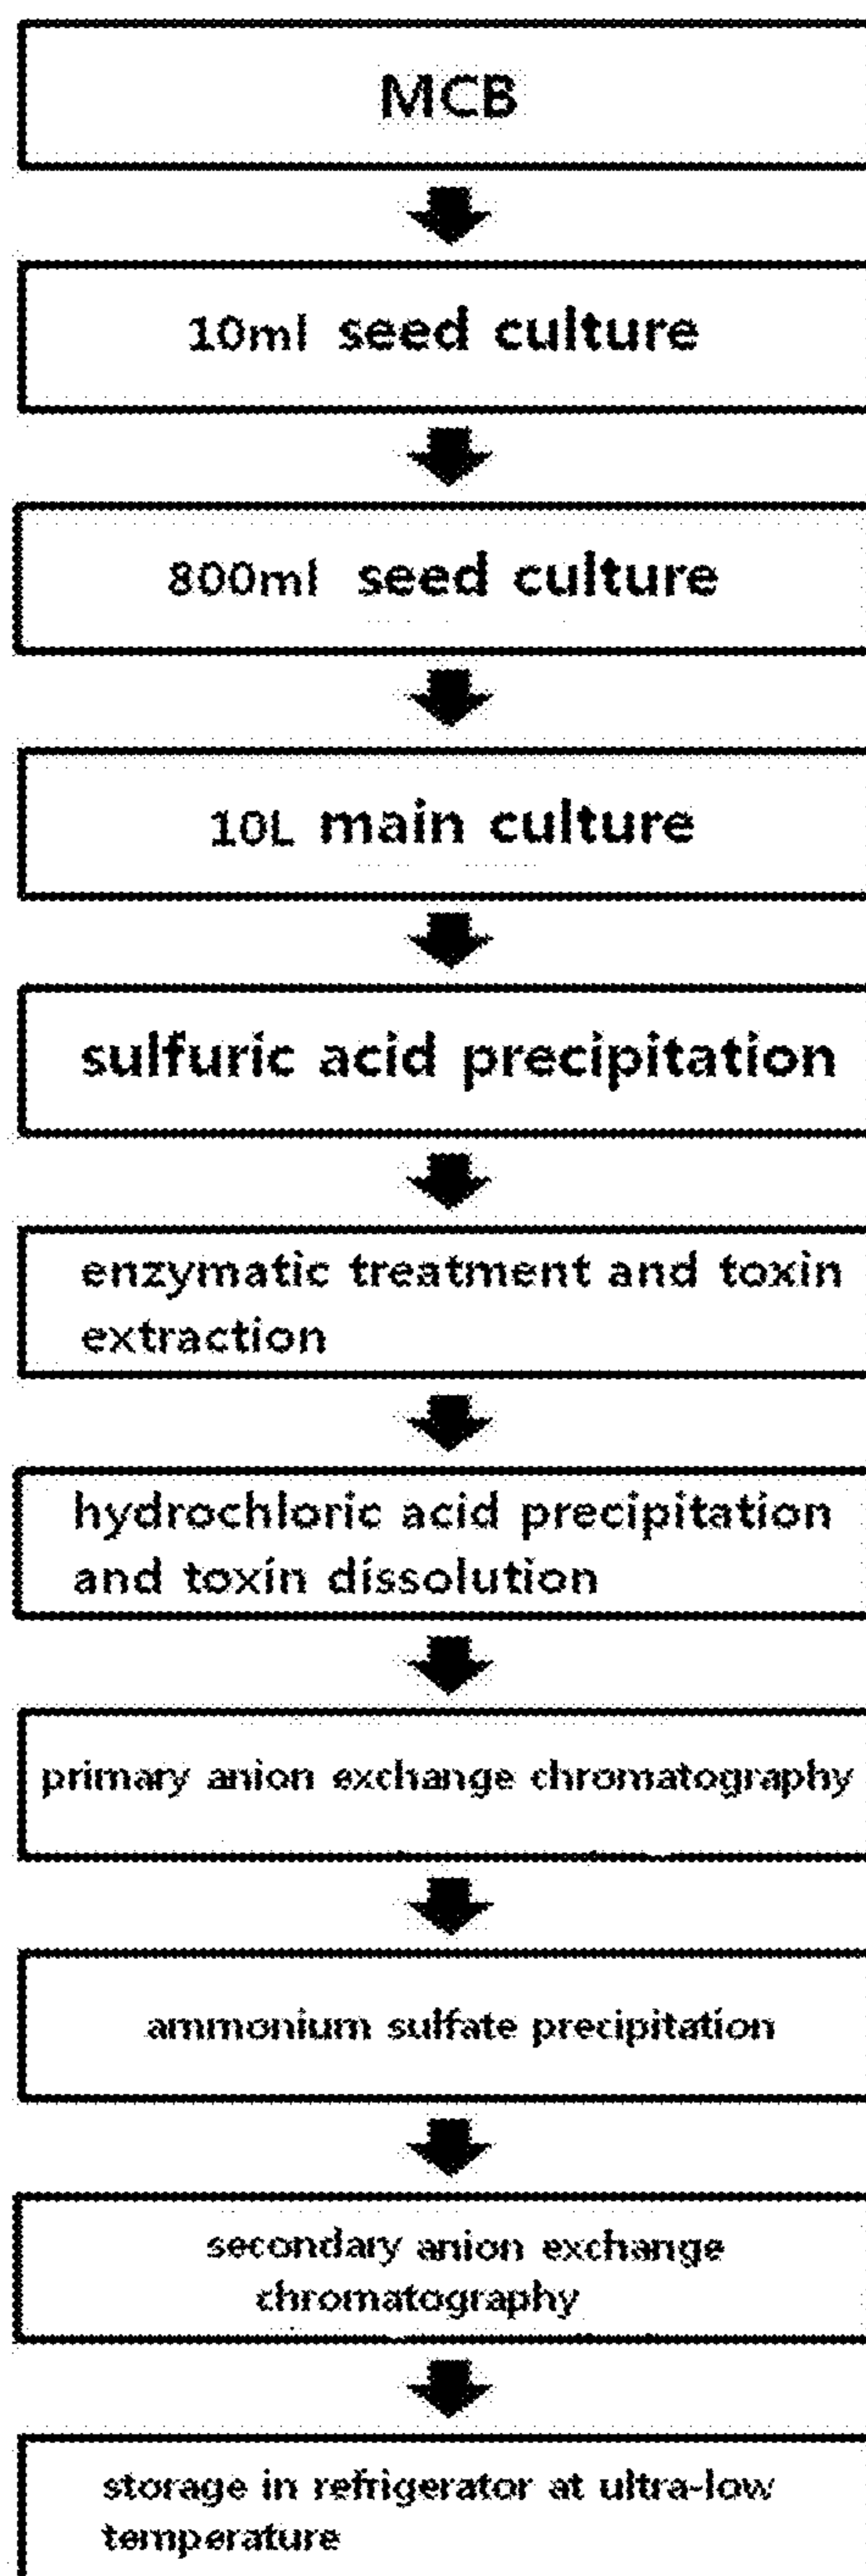 MCB
10ml seed culture
800ml seed culture
10L main culture
sulfuric acid precipitation
enzymatic treatment and toxin
extraction
hydrochloric acid precipitation
and toxin dissolution
primary anion exchange chromatography
ammonium sulfate precipitation
secondary anion exchange
chromatography
storage in refrigerator at ultra-low
temperature